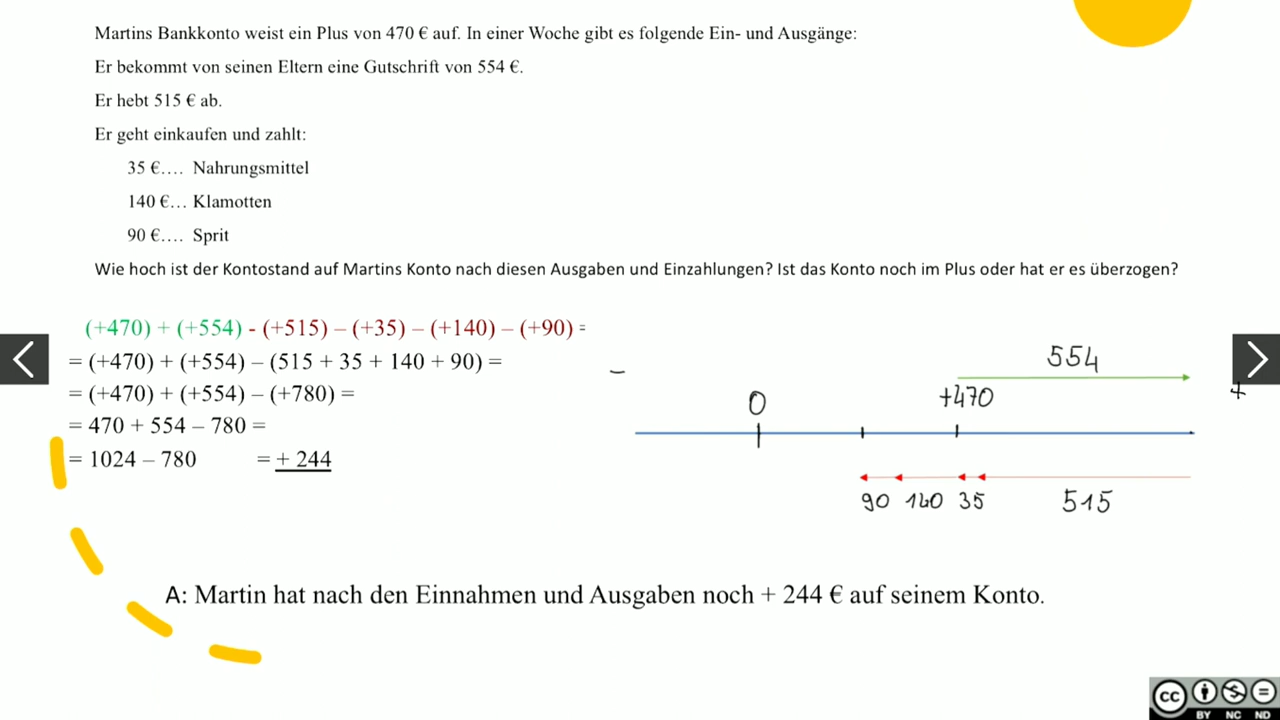 Martins Bankkonto weist ein Plus von 470 € auf. In einer Woche gibt es folgende Ein- und Ausgänge:
Er bekommt von seinen Eltern eine Gutschrift von 554 €.
Er hebt 515 € ab.
Er geht einkaufen und zahlt:
35 €…. Nahrungsmittel
140 €… Klamotten
90 €…. Sprit
Wie hoch ist der Kontostand auf Martins Konto nach diesen Ausgaben und Einzahlungen? Ist das Konto noch im Plus oder hat er es überzogen?
(+470) + (+554) - (+515) – (+35) – (+140) – (+90) =
= (+470) + (+554) – (515 + 35 + 140 + 90) =
= (+470) + (+554) – (+780) =
= 470 + 554 – 780 =
= 1024 – 780 = + 244
554
– +
0 +470
90 140 35 515
A: Martin hat nach den Einnahmen und Ausgaben noch + 244 € auf seinem Konto.
cc
BY NC ND